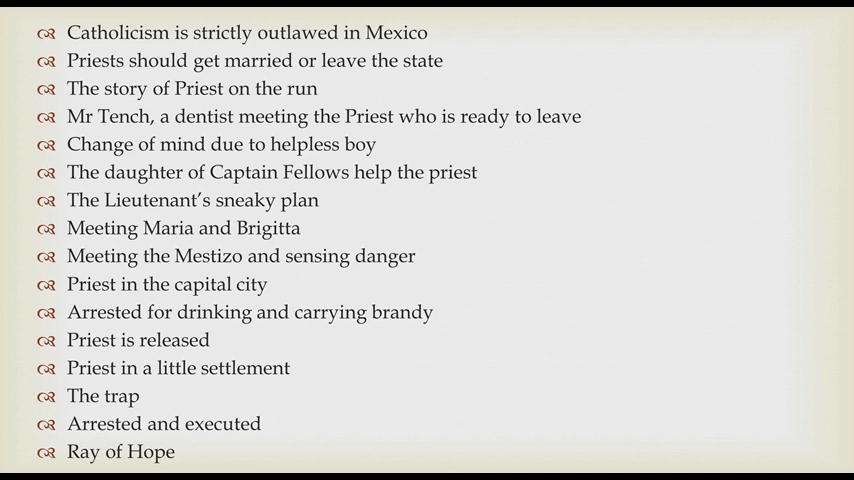 Catholicism is strictly outlawed in Mexico
Priests should get married or leave the state
The story of Priest on the run
Mr Tench, a dentist meeting the Priest who is ready to leave
Change of mind due to helpless boy
The daughter of Captain Fellows help the priest
The Lieutenant’s sneaky plan
Meeting Maria and Brigitta
Meeting the Mestizo and sensing danger
Priest in the capital city
Arrested for drinking and carrying brandy
Priest is released
Priest in a little settlement
The trap
Arrested and executed
Ray of Hope